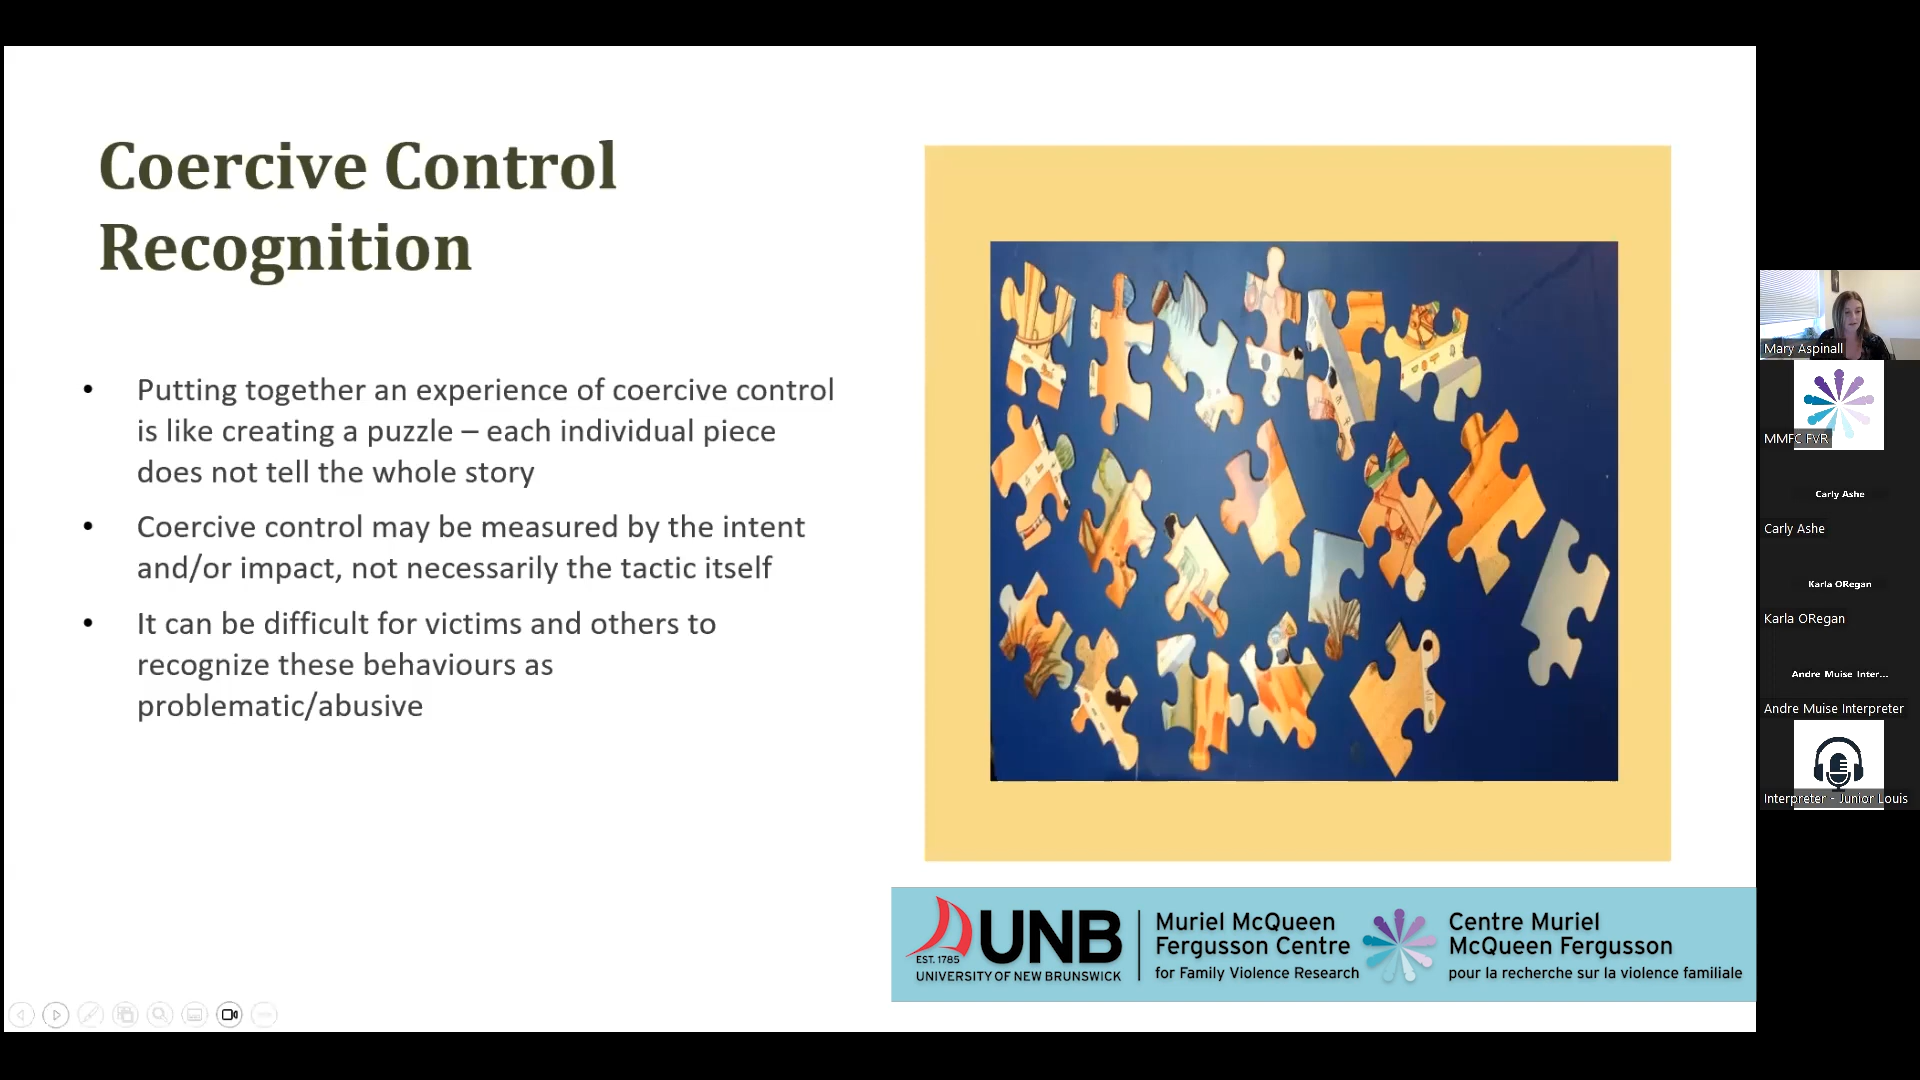 Coercive Control
Recognition
• Putting together an experience of coercive control
is like creating a puzzle – each individual piece
does not tell the whole story
• Coercive control may be measured by the intent
and/or impact, not necessarily the tactic itself
• It can be difficult for victims and others to
recognize these behaviours as
problematic/abusive
EST. 1785
UNB
UNIVERSITY OF NEW BRUNSWICK
Muriel McQueen
Fergusson Centre
for Family Violence Research
Centre Muriel
McQueen Fergusson
pour la recherche sur la violence familiale
Mary Aspinall
MMFC FVR
Carly Ashe
Carly Ashe
Karla ORegan
Karla ORegan
Andre Muise Inter...
Andre Muise Interpreter
Interpreter - Junior Louis